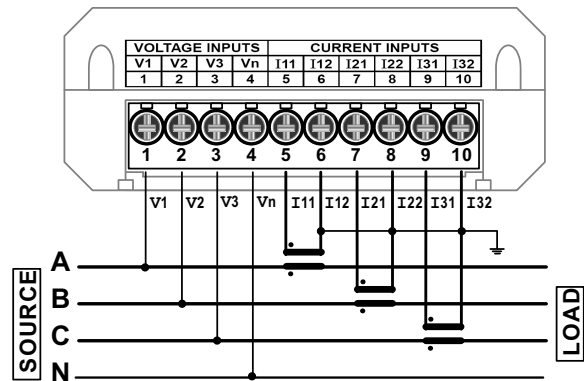 VOLTAGE INPUTS CURRENT INPUTS
V1 V2 V3 Vn I11 I12 I21 I22 I31 I32
1 2 3 4 5 6 7 8 9 10
1 2 3 4 5 6 7 8 9 10
V1 V2 V3 Vn I11 I12 I21 I22 I31 I32
A
B
C
N
SOURCE
LOAD